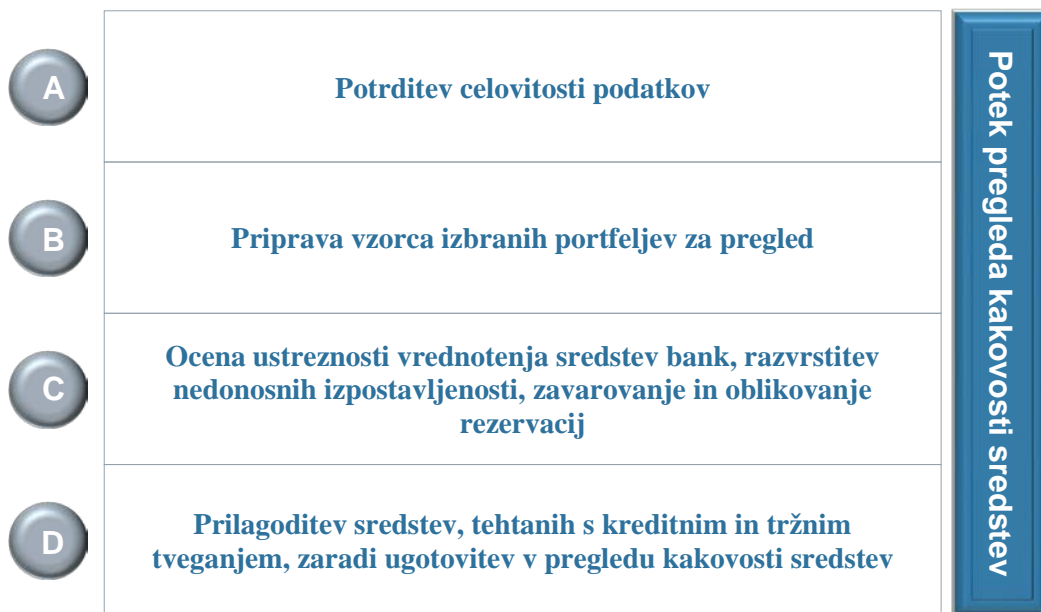 A
Potrditev celovitosti podatkov
B
Priprava vzorca izbranih portfeljev za pregled
C
Ocena ustreznosti vrednotenja sredstev bank, razvrstitev
nedonosnih izpostavljenosti, zavarovanje in oblikovanje
rezervacij
D
Prilagoditev sredstev, tehtanih s kreditnim in tržnim
tveganjem, zaradi ugotovitev v pregledu kakovosti sredstev
Potek pregleda kakovosti sredstev